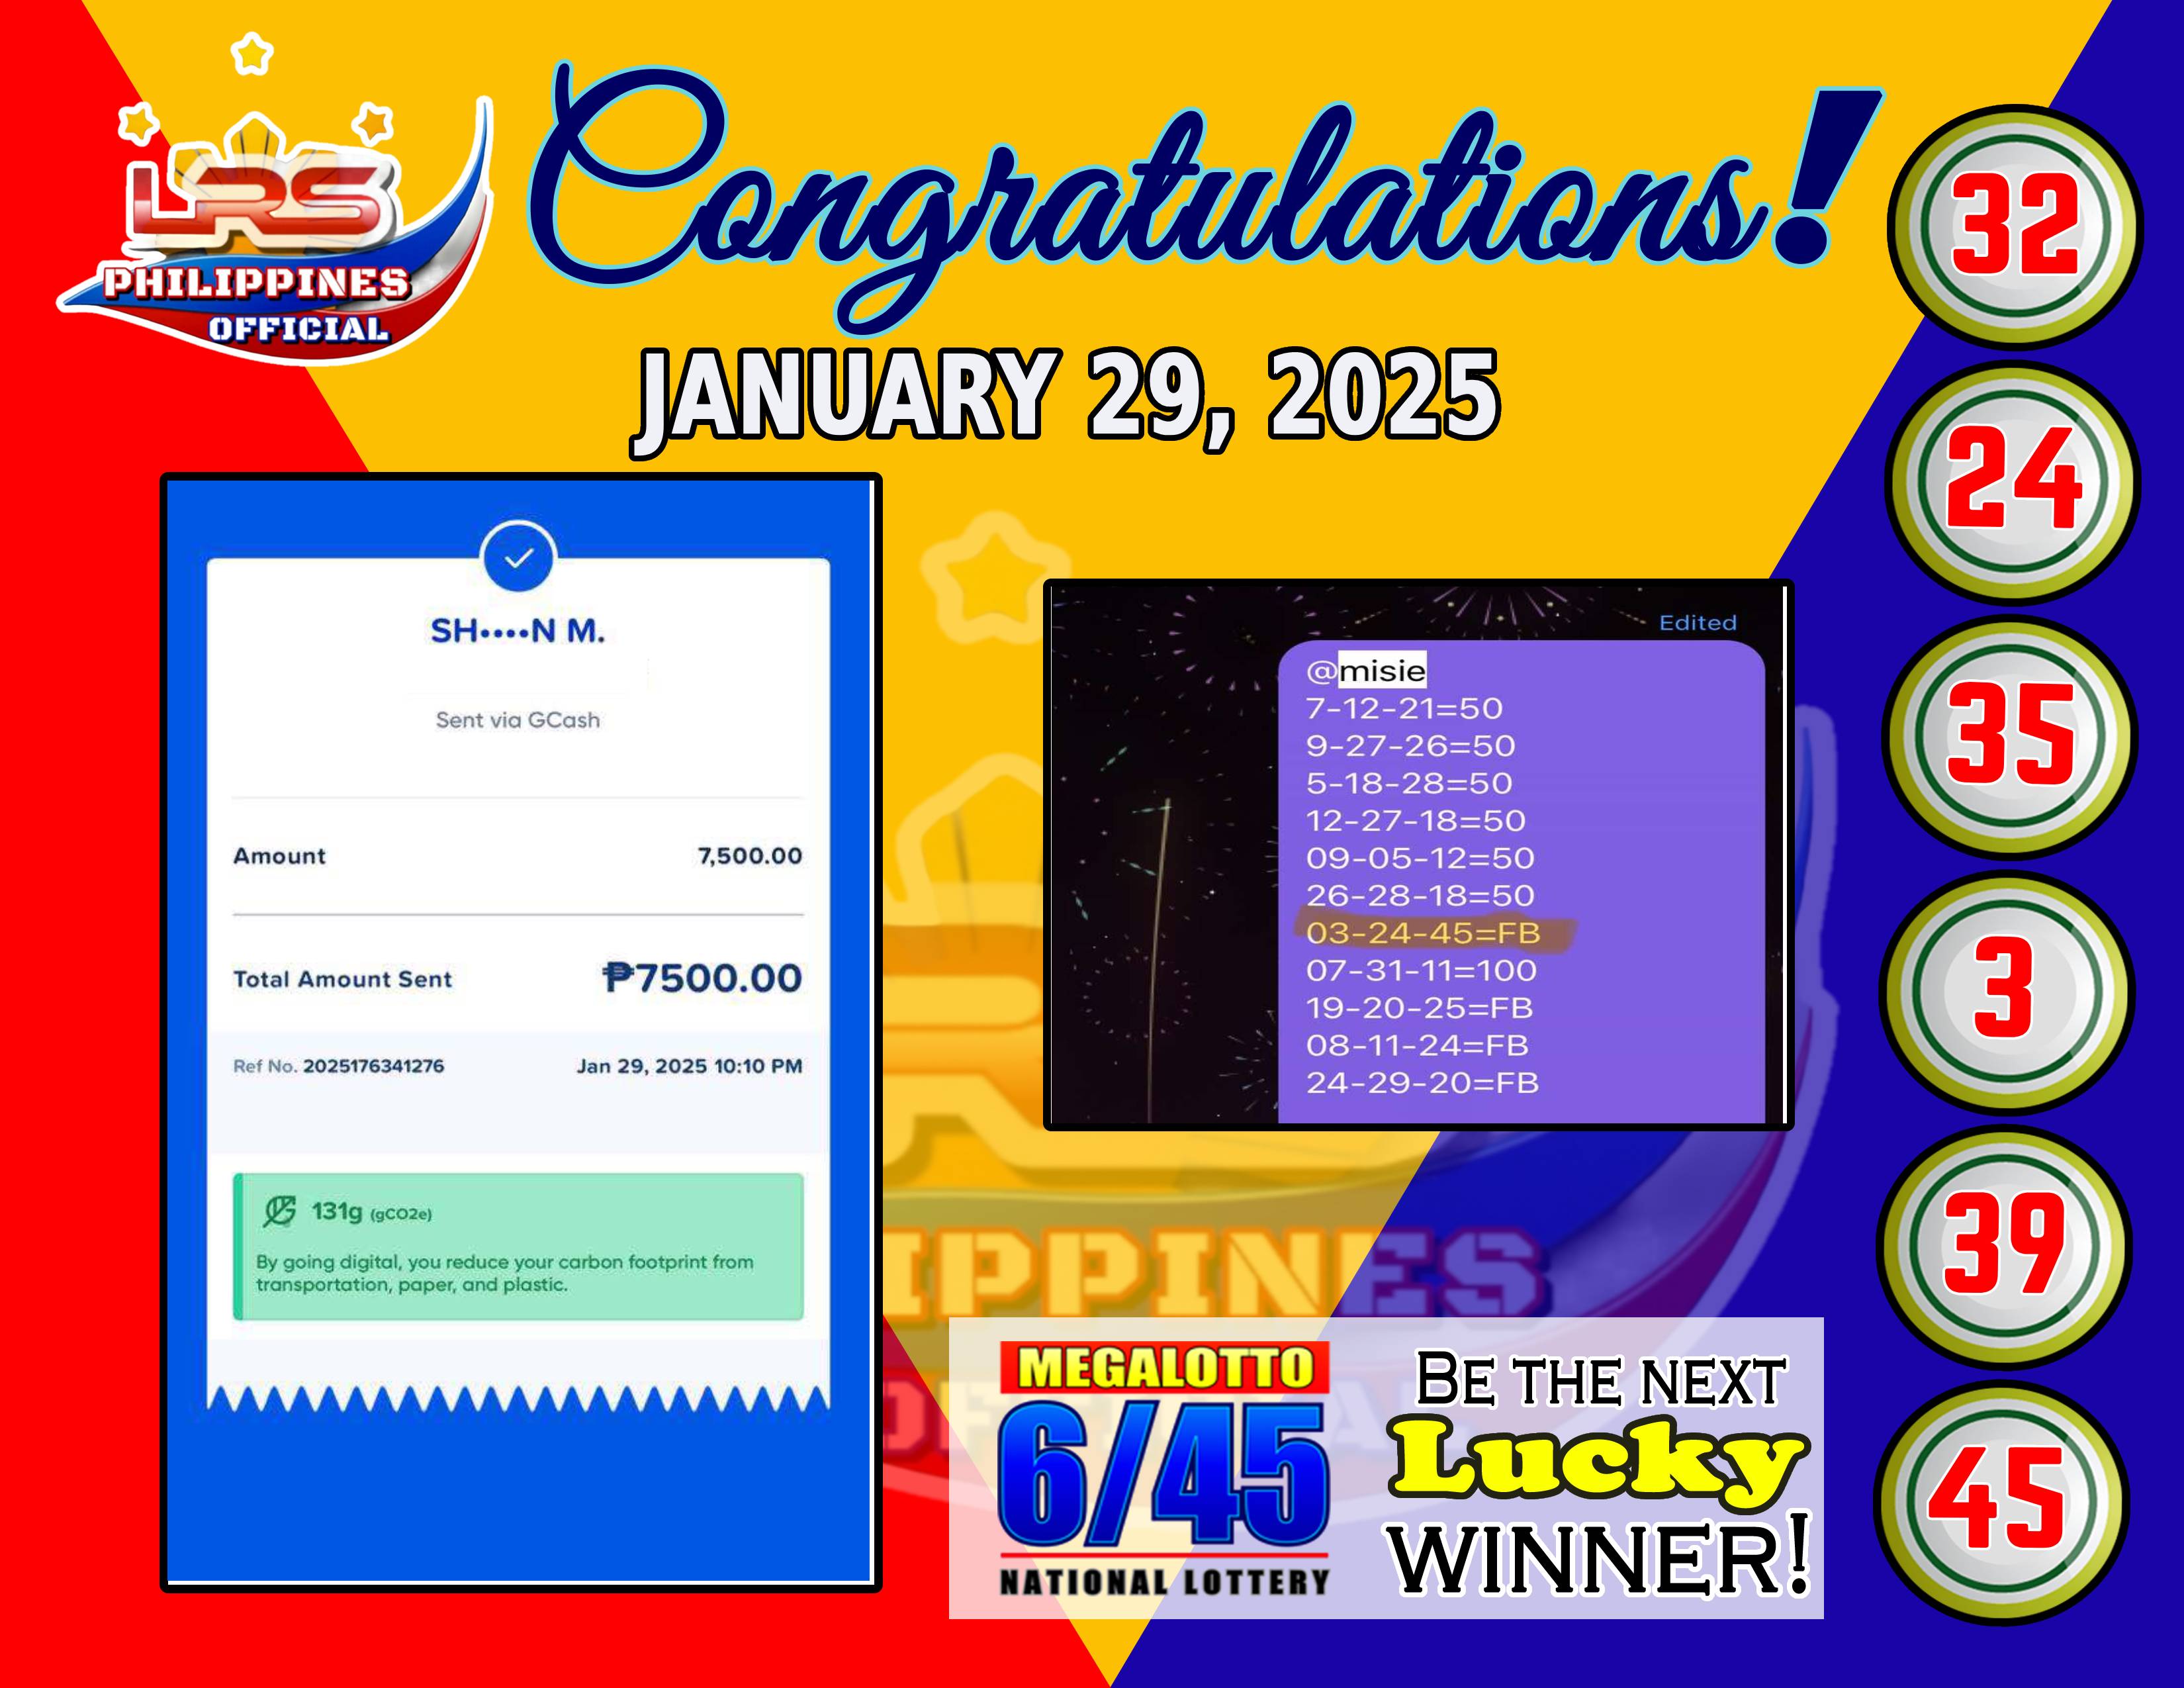 LRS
PHILIPPINES
OFFICIAL
Congratulations!
JANUARY 29, 2025
SH••••N M.
Sent via GCash
Amount 7,500.00
Total Amount Sent ₱7500.00
Ref No. 2025176341276 Jan 29, 2025 10:10 PM
131g (gCO2e)
By going digital, you reduce your carbon footprint from
transportation, paper, and plastic.
Edited
@misie
7-12-21=50
9-27-26=50
5-18-28=50
12-27-18=50
09-05-12=50
26-28-18=50
03-24-45=FB
07-31-11=100
19-20-25=FB
08-11-24=FB
24-29-20=FB
IPPINES
MEGALOTTO
6/45
NATIONAL LOTTERY
BE THE NEXT
Lucky
WINNER!
32
24
35
3
39
45